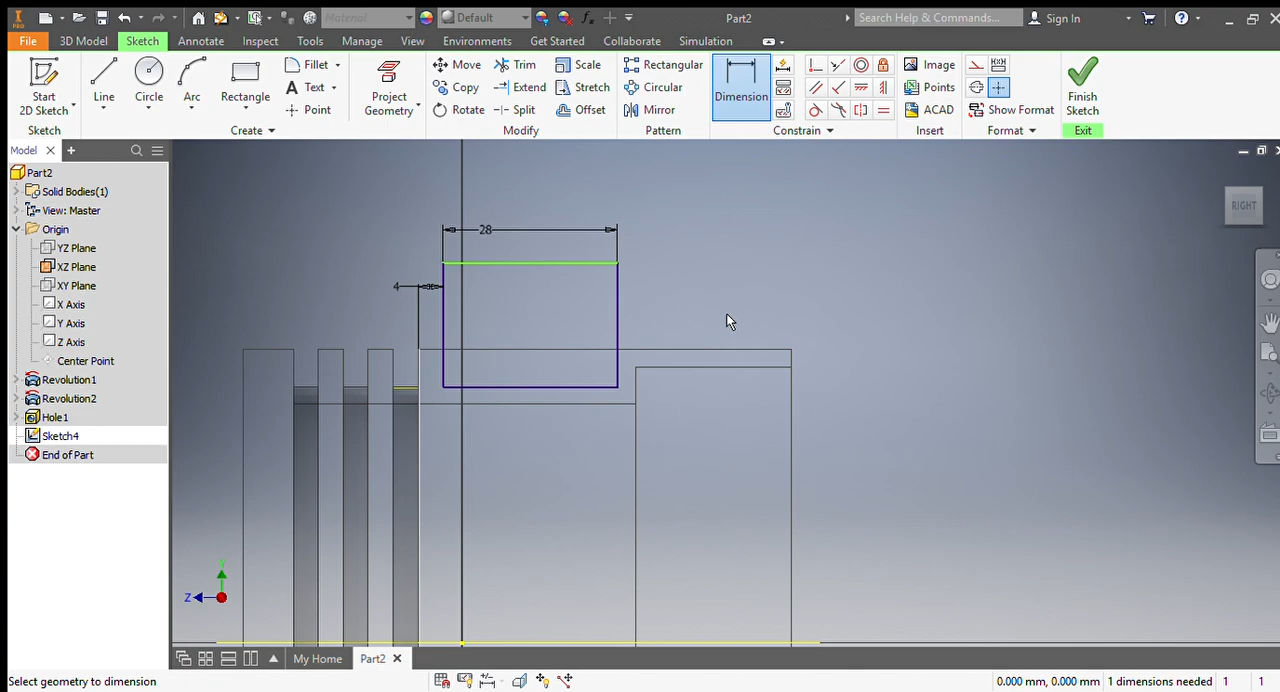 PRO
Material
Default
Part2
Search Help & Commands...
Sign In
File
3D Model
Sketch
Annotate
Inspect
Tools
Manage
View
Environments
Get Started
Collaborate
Simulation
Start
2D Sketch
Line
Circle
Arc
Rectangle
Fillet
Text
Point
Project
Geometry
Move
Trim
Scale
Copy
Extend
Stretch
Rotate
Split
Offset
Rectangular
Circular
Mirror
Dimension
Image
Points
ACAD
Show Format
Finish
Sketch
Sketch
Create
Modify
Pattern
Constrain
Insert
Format
Exit
Model
Part2
Solid Bodies(1)
View: Master
Origin
YZ Plane
XZ Plane
XY Plane
X Axis
Y Axis
Z Axis
Center Point
Revolution1
Revolution2
Hole1
Sketch4
End of Part
28
4
RIGHT
Y
Z
My Home
Part2
Select geometry to dimension
0.000 mm, 0.000 mm
1 dimensions needed
1
1